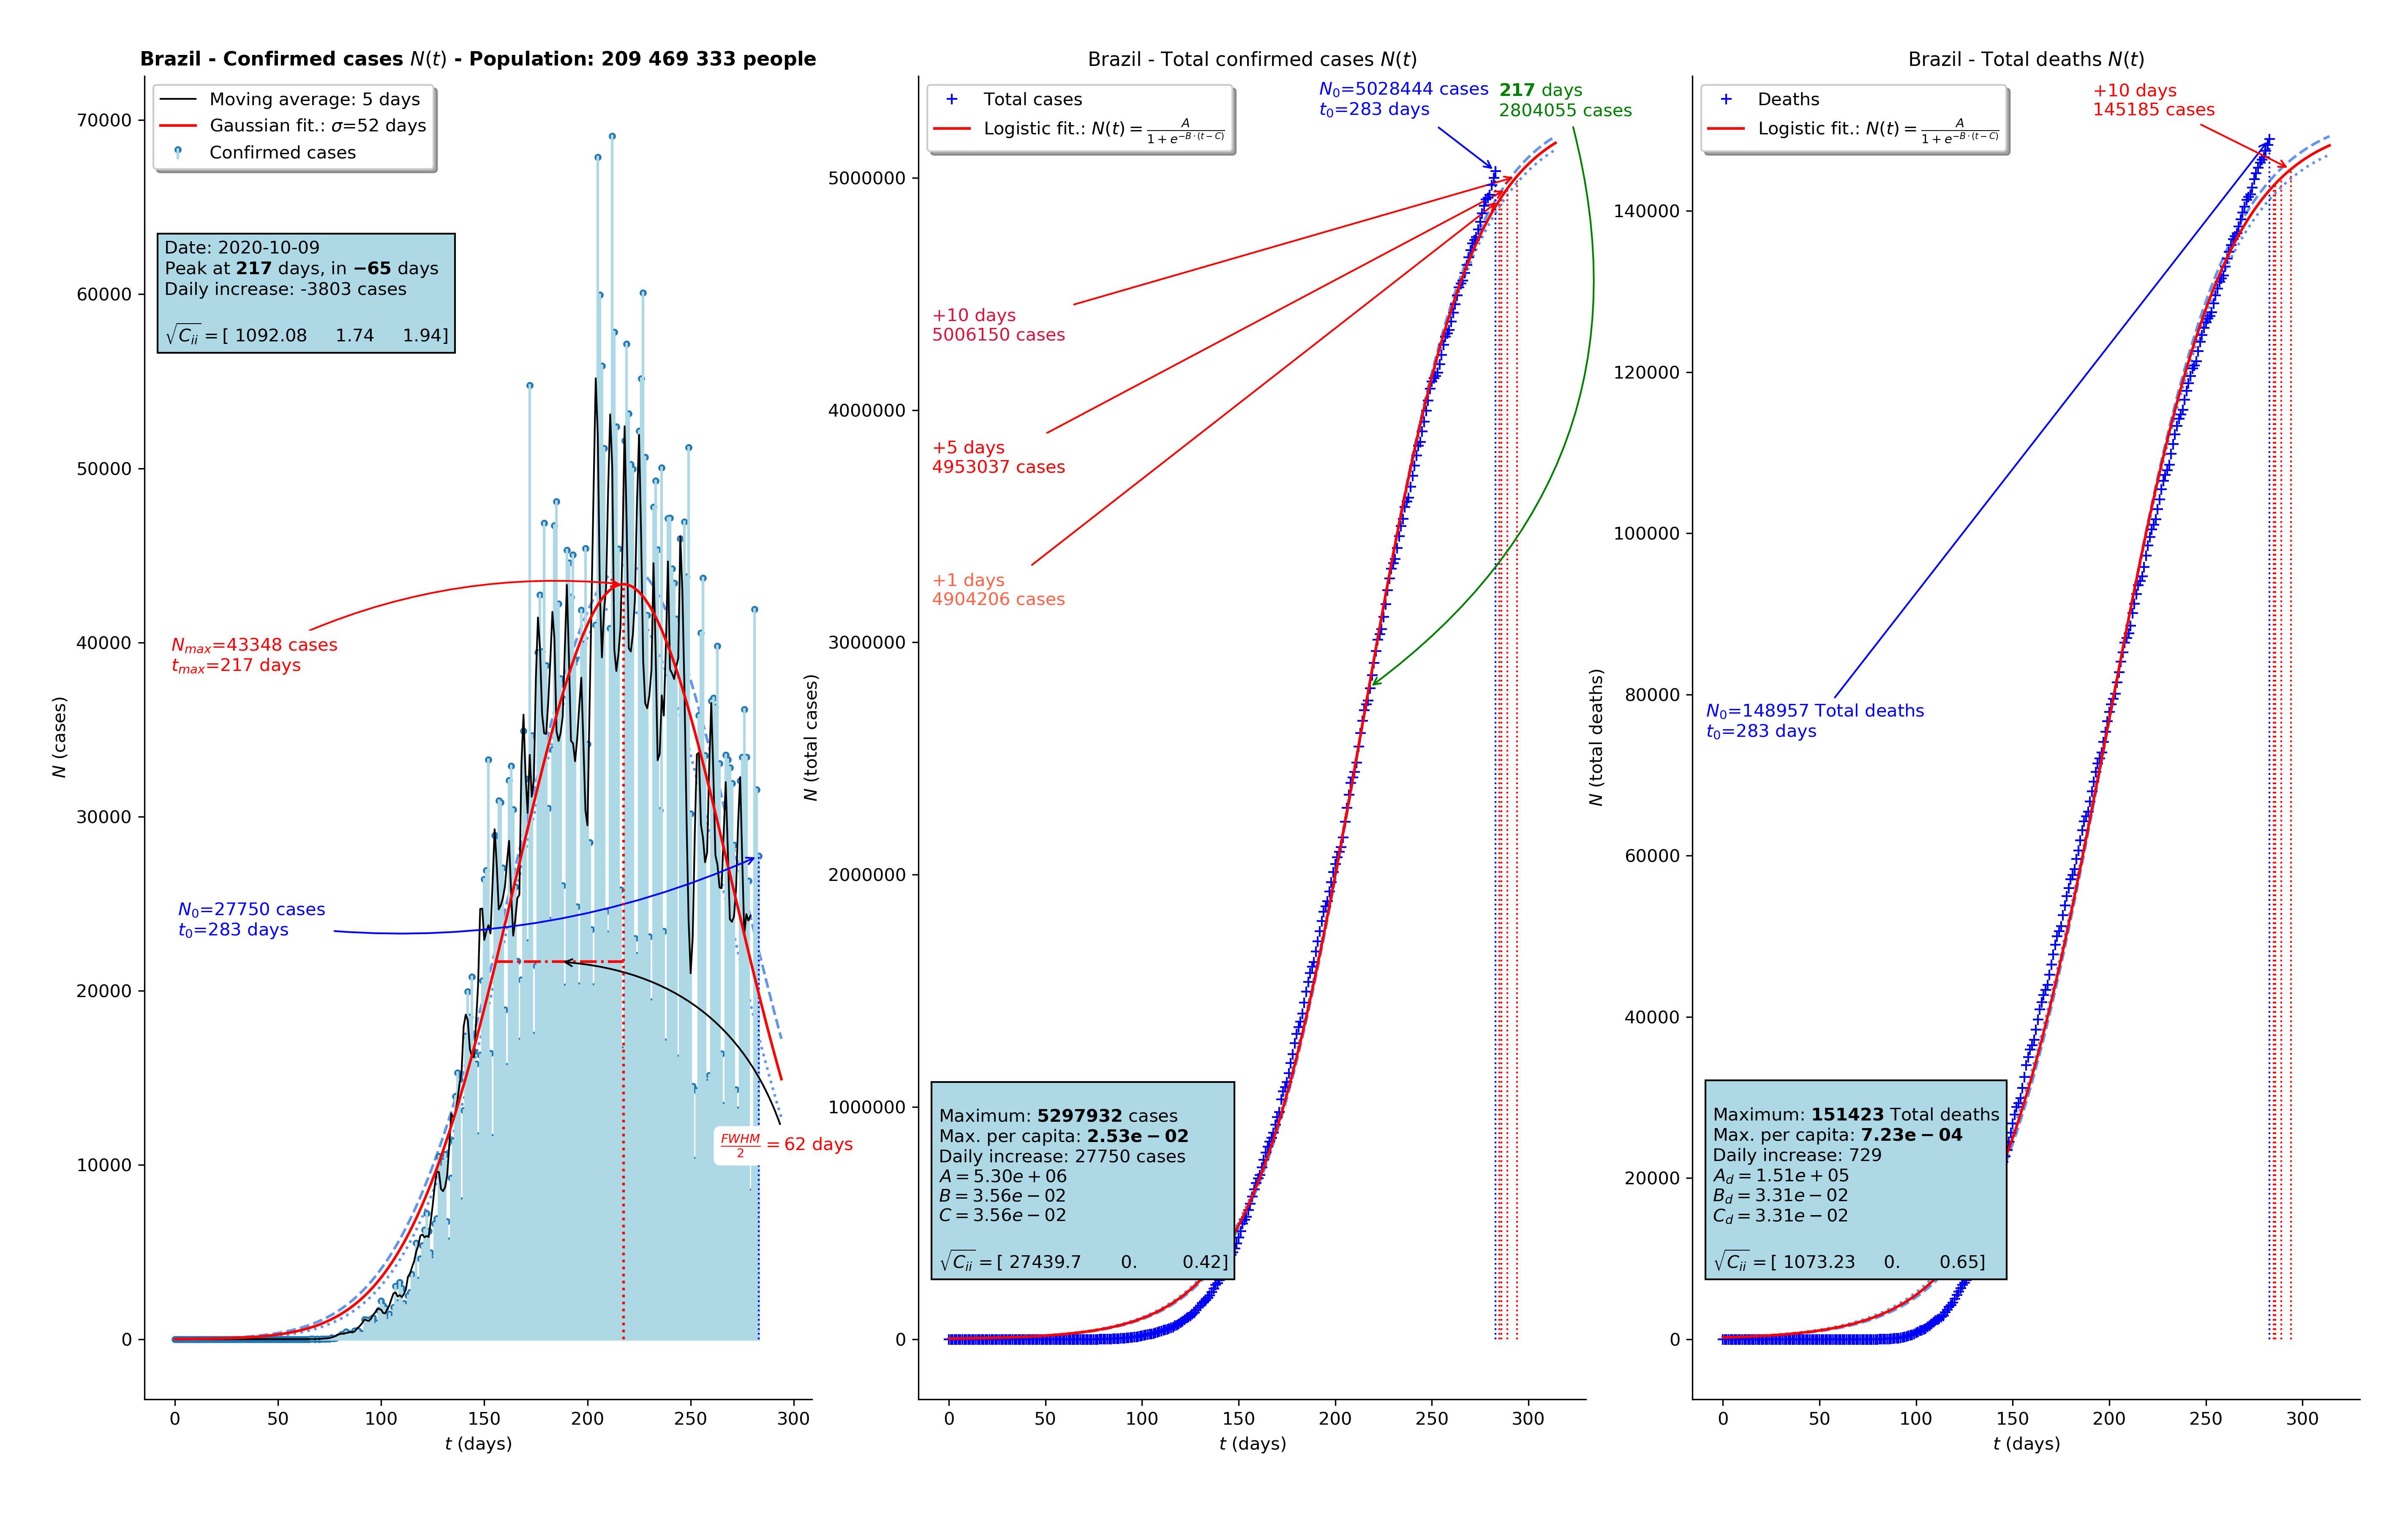 Brazil - Confirmed cases N(t) - Population: 209 469 333 people
Moving average: 5 days
Gaussian fit.: σ=52 days
Confirmed cases
Date: 2020-10-09
Peak at 217 days, in −65 days
Daily increase: -3803 cases
√C_ii = [ 1092.08 1.74 1.94]
N_max=43348 cases
t_max=217 days
N_0=27750 cases
t_0=283 days
FWHM/2 = 62 days
N (cases)
70000
60000
50000
40000
30000
20000
10000
0
0 50 100 150 200 250 300
t (days)
Brazil - Total confirmed cases N(t)
Total cases
Logistic fit.: N(t) = A/(1 + e^{−B·(t−C)})
N_0=5028444 cases
t_0=283 days
217 days
2804055 cases
+10 days
5006150 cases
+5 days
4953037 cases
+1 days
4904206 cases
Maximum: 5297932 cases
Max. per capita: 2.53e − 02
Daily increase: 27750 cases
A = 5.30e + 06
B = 3.56e − 02
C = 3.56e − 02
√C_ii = [ 27439.7 0. 0.42]
N (total cases)
5000000
4000000
3000000
2000000
1000000
0
0 50 100 150 200 250 300
t (days)
Brazil - Total deaths N(t)
Deaths
Logistic fit.: N(t) = A/(1 + e^{−B·(t−C)})
+10 days
145185 cases
N_0=148957 Total deaths
t_0=283 days
Maximum: 151423 Total deaths
Max. per capita: 7.23e − 04
Daily increase: 729
A_d = 1.51e + 05
B_d = 3.31e − 02
C_d = 3.31e − 02
√C_ii = [ 1073.23 0. 0.65]
N (total deaths)
140000
120000
100000
80000
60000
40000
20000
0
0 50 100 150 200 250 300
t (days)